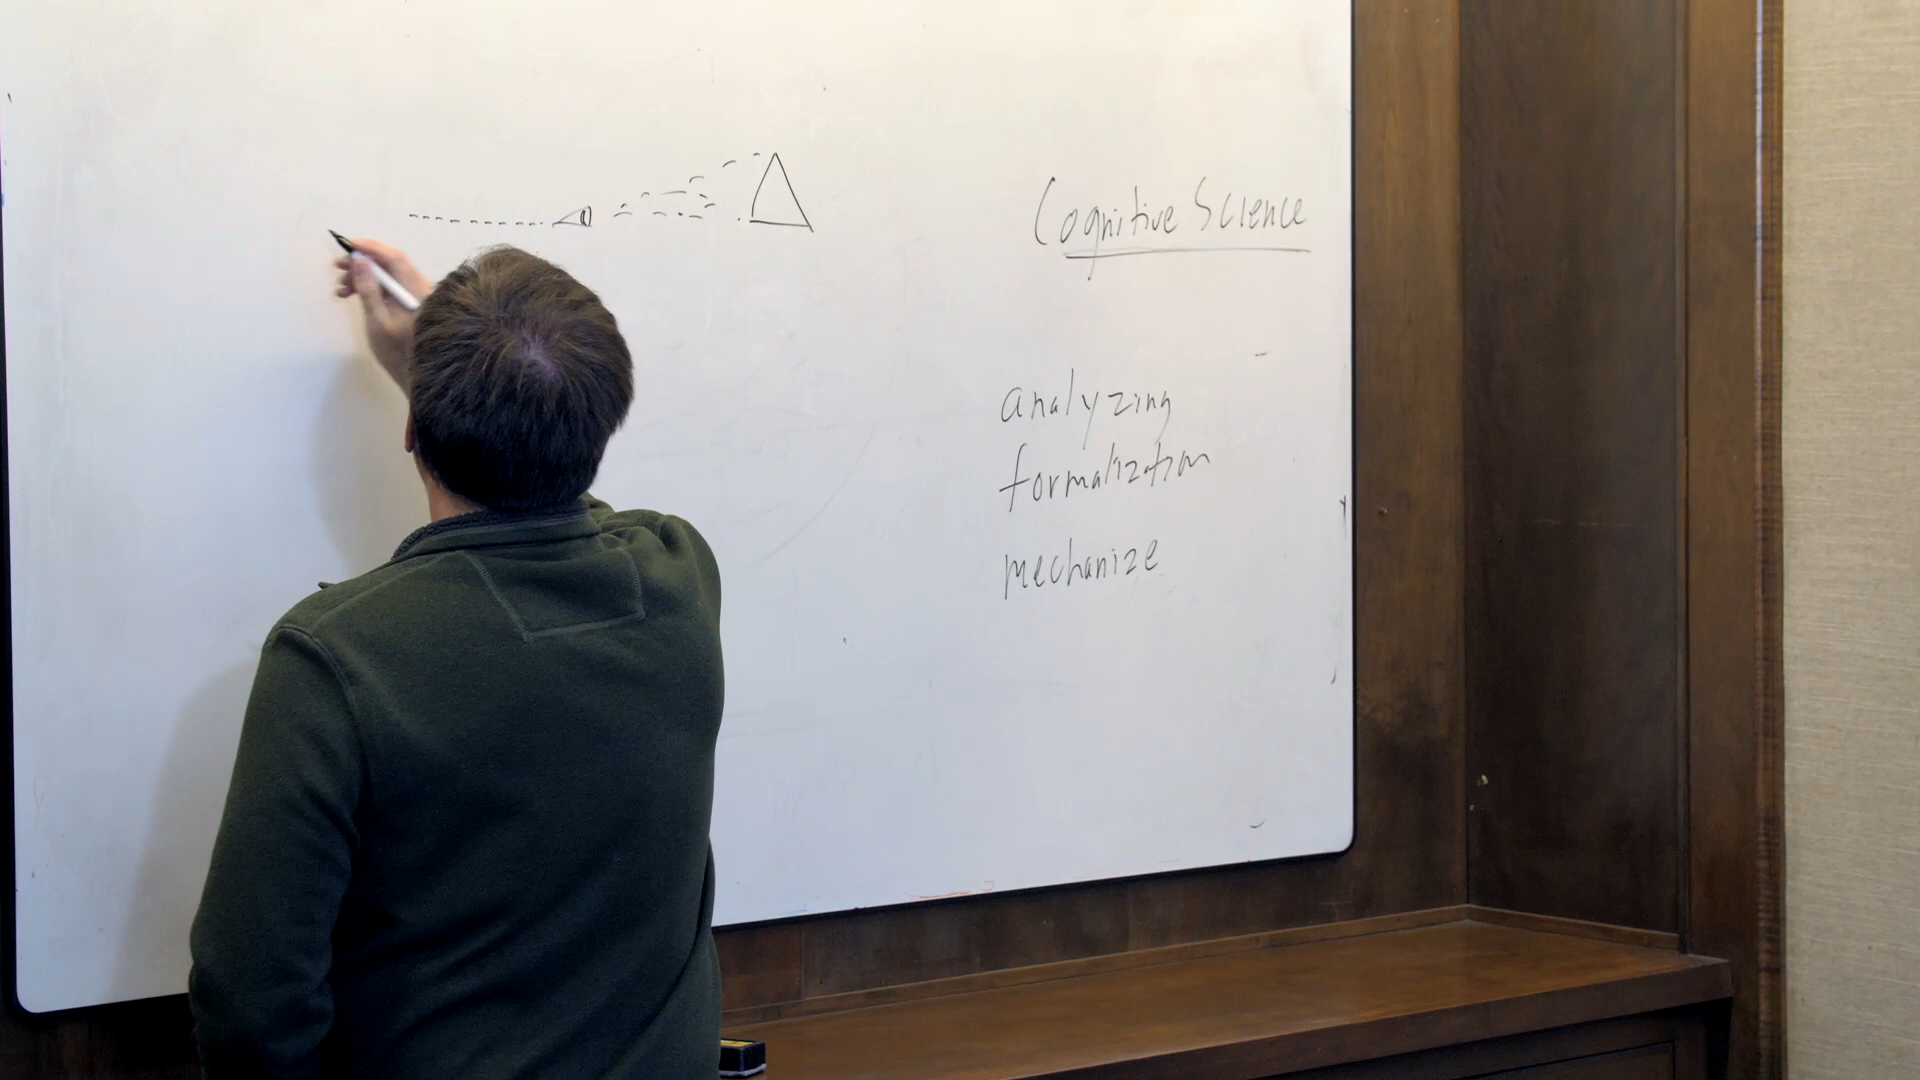 Cognitive Science
analyzing
formalization
mechanize